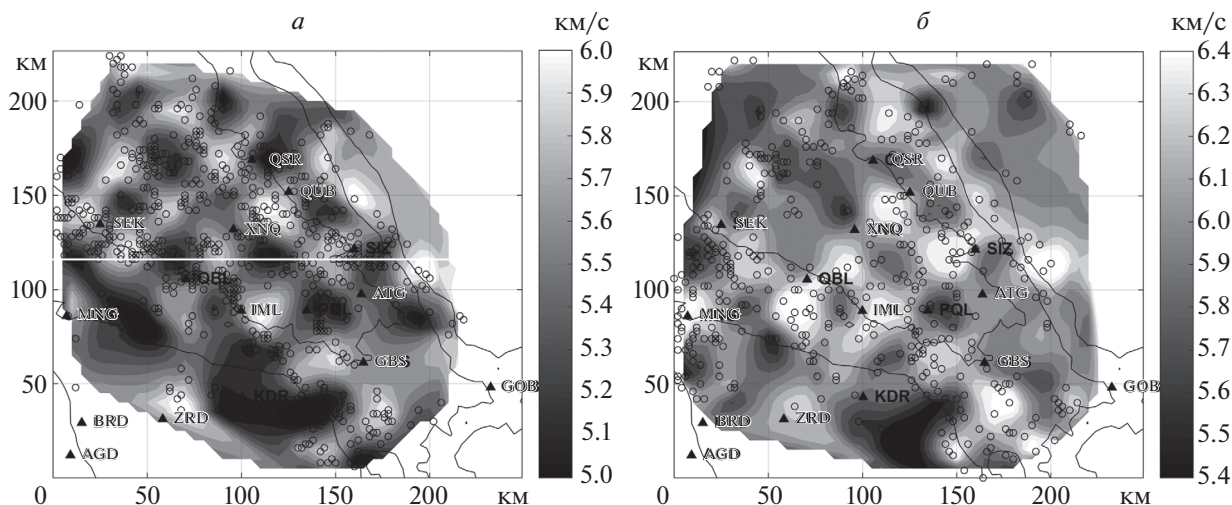 а
км/с
6.0
км
5.9
200
5.8
QSR
5.7
150
QUB
SEK
XNQ
5.6
SIZ
5.5
QBL
ATG
100
IML
PQL
5.4
MNG
GBS
5.3
50
KDR
GOB
5.2
BRD
ZRD
5.1
AGD
5.0
0
50
100
150
200
км
б
км/с
6.4
км
6.3
200
6.2
QSR
6.1
150
QUB
SEK
XNQ
6.0
SIZ
QBL
5.9
ATG
100
IML
PQL
5.8
MNG
GBS
5.7
50
KDR
GOB
5.6
BRD
ZRD
5.5
AGD
5.4
0
50
100
150
200
км